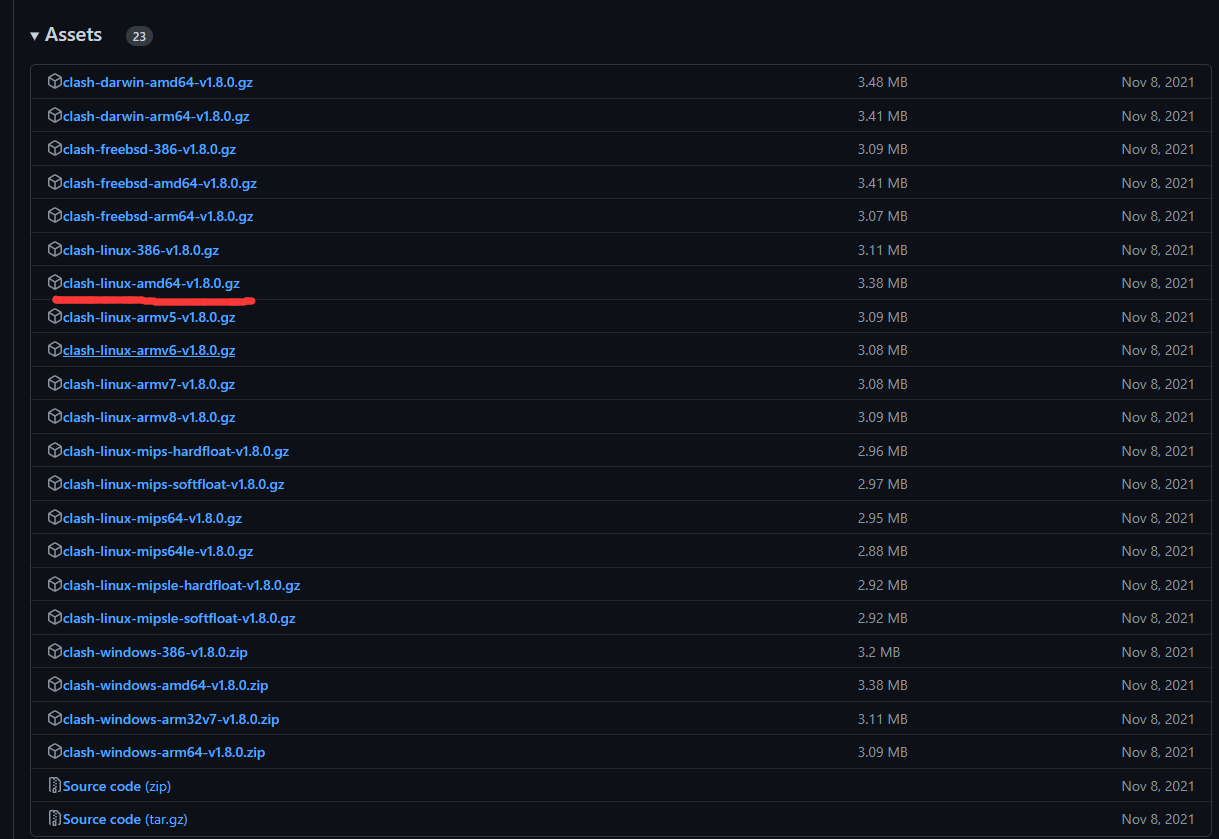 Assets 23
clash-darwin-amd64-v1.8.0.gz 3.48 MB Nov 8, 2021
clash-darwin-arm64-v1.8.0.gz 3.41 MB Nov 8, 2021
clash-freebsd-386-v1.8.0.gz 3.09 MB Nov 8, 2021
clash-freebsd-amd64-v1.8.0.gz 3.41 MB Nov 8, 2021
clash-freebsd-arm64-v1.8.0.gz 3.07 MB Nov 8, 2021
clash-linux-386-v1.8.0.gz 3.11 MB Nov 8, 2021
clash-linux-amd64-v1.8.0.gz 3.38 MB Nov 8, 2021
clash-linux-armv5-v1.8.0.gz 3.09 MB Nov 8, 2021
clash-linux-armv6-v1.8.0.gz 3.08 MB Nov 8, 2021
clash-linux-armv7-v1.8.0.gz 3.08 MB Nov 8, 2021
clash-linux-armv8-v1.8.0.gz 3.09 MB Nov 8, 2021
clash-linux-mips-hardfloat-v1.8.0.gz 2.96 MB Nov 8, 2021
clash-linux-mips-softfloat-v1.8.0.gz 2.97 MB Nov 8, 2021
clash-linux-mips64-v1.8.0.gz 2.95 MB Nov 8, 2021
clash-linux-mips64le-v1.8.0.gz 2.88 MB Nov 8, 2021
clash-linux-mipsle-hardfloat-v1.8.0.gz 2.92 MB Nov 8, 2021
clash-linux-mipsle-softfloat-v1.8.0.gz 2.92 MB Nov 8, 2021
clash-windows-386-v1.8.0.zip 3.2 MB Nov 8, 2021
clash-windows-amd64-v1.8.0.zip 3.38 MB Nov 8, 2021
clash-windows-arm32v7-v1.8.0.zip 3.11 MB Nov 8, 2021
clash-windows-arm64-v1.8.0.zip 3.09 MB Nov 8, 2021
Source code (zip) Nov 8, 2021
Source code (tar.gz) Nov 8, 2021